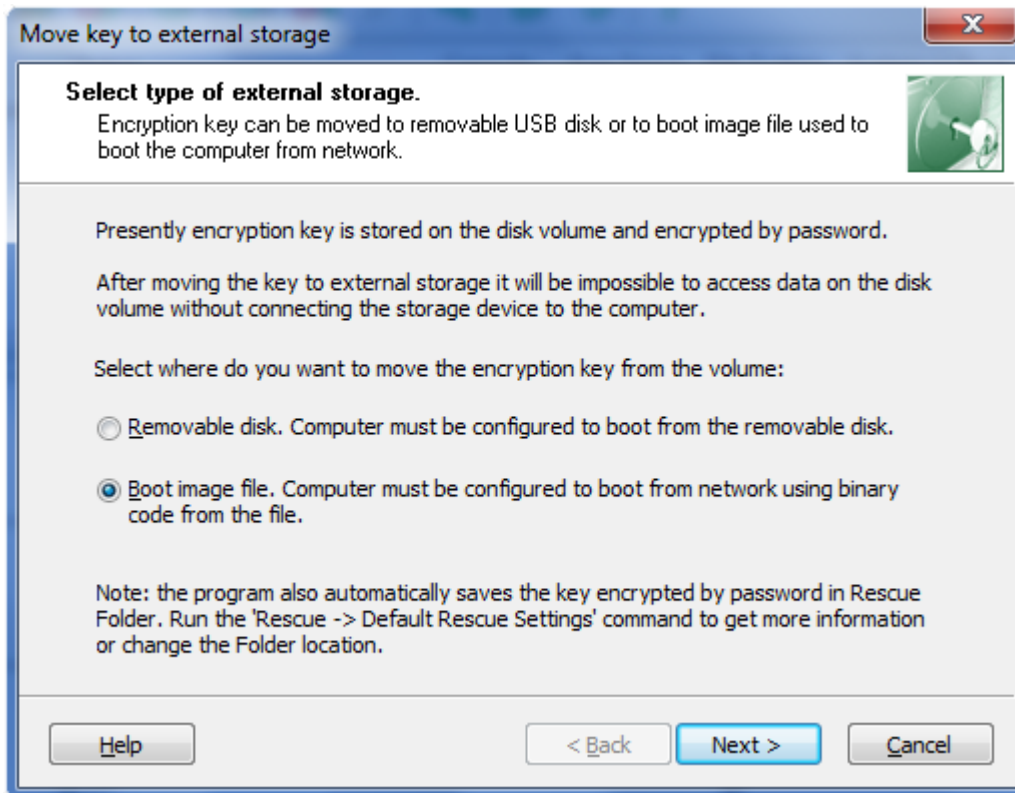 Move key to external storage
Select type of external storage.
Encryption key can be moved to removable USB disk or to boot image file used to
boot the computer from network.
Presently encryption key is stored on the disk volume and encrypted by password.
After moving the key to external storage it will be impossible to access data on the disk
volume without connecting the storage device to the computer.
Select where do you want to move the encryption key from the volume:
Removable disk. Computer must be configured to boot from the removable disk.
Boot image file. Computer must be configured to boot from network using binary
code from the file.
Note: the program also automatically saves the key encrypted by password in Rescue
Folder. Run the 'Rescue -> Default Rescue Settings' command to get more information
or change the Folder location.
Help
< Back
Next >
Cancel